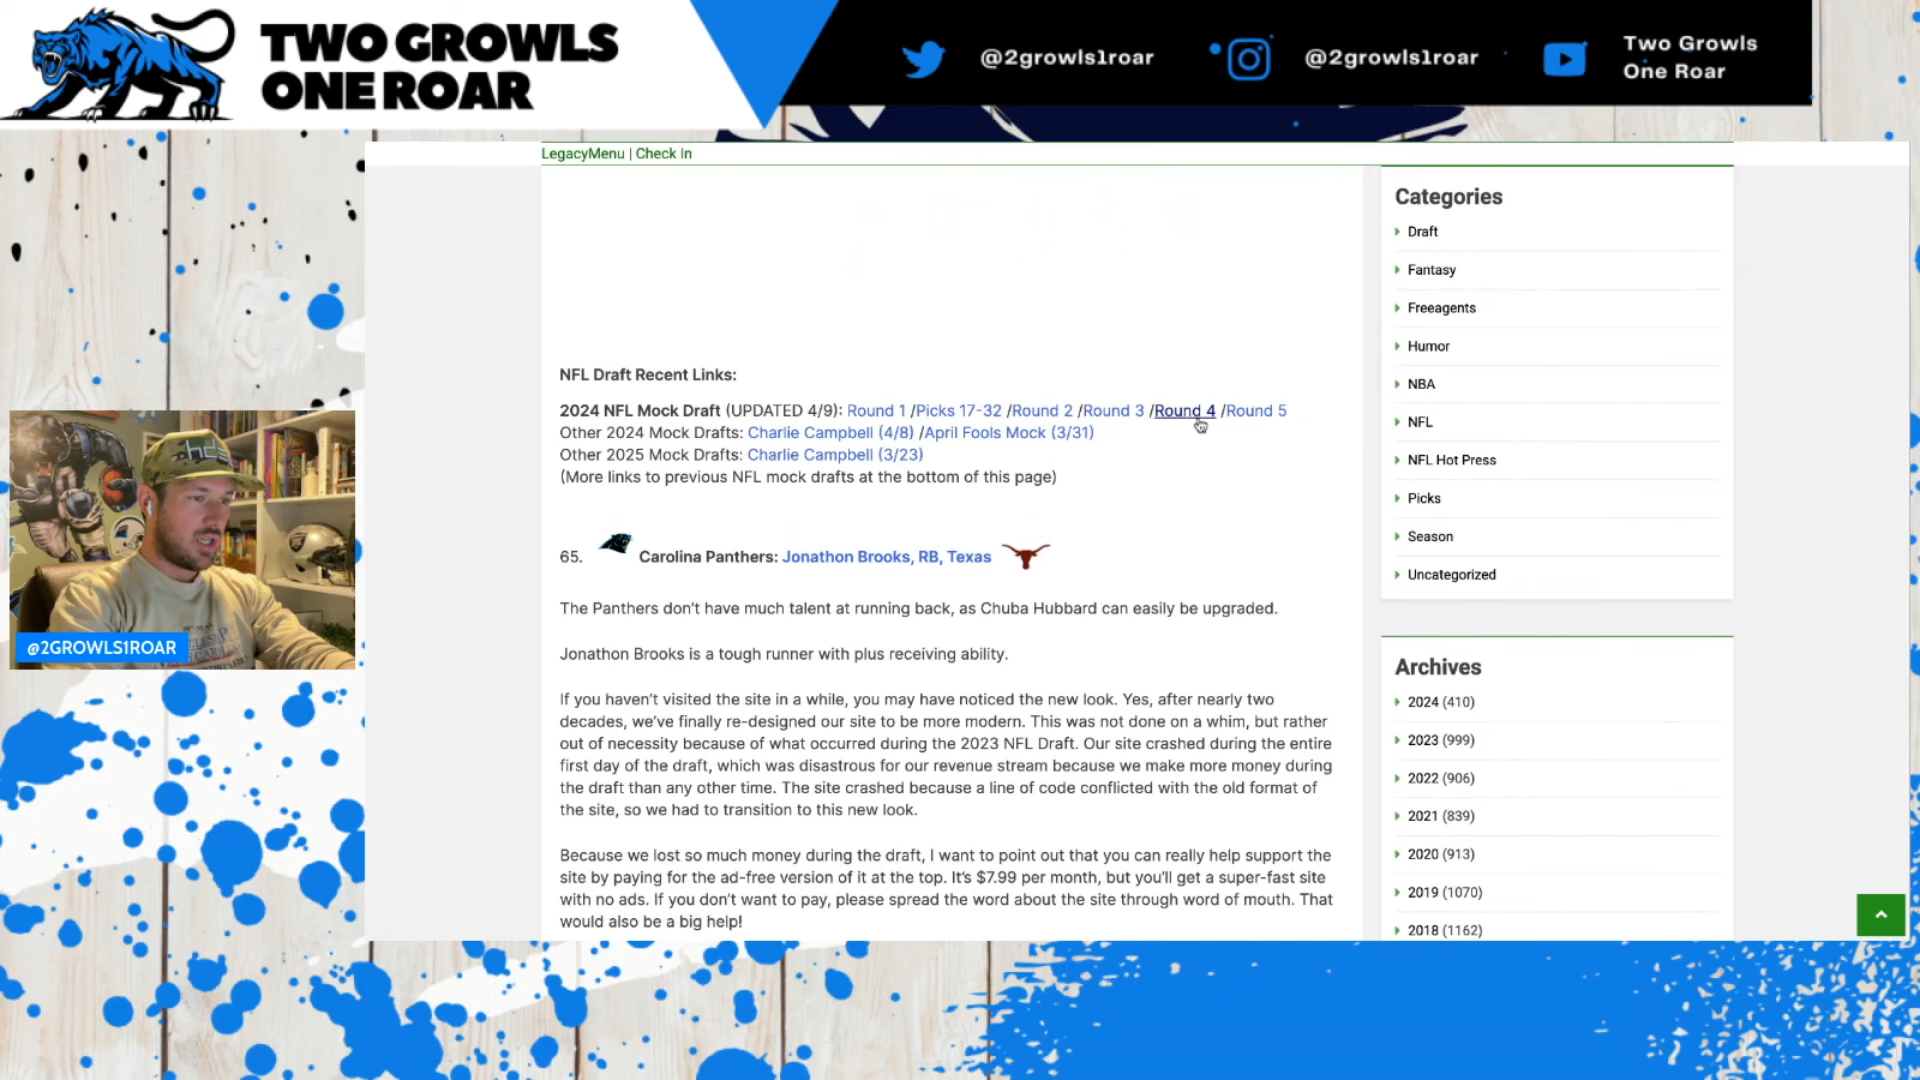 TWO GROWLS
ONE ROAR
@2growls1roar
@2growls1roar
Two Growls
One Roar
LegacyMenu | Check In
NFL Draft Recent Links:
2024 NFL Mock Draft (UPDATED 4/9): Round 1 /Picks 17-32 /Round 2 /Round 3 /Round 4 /Round 5
Other 2024 Mock Drafts: Charlie Campbell (4/8) /April Fools Mock (3/31)
Other 2025 Mock Drafts: Charlie Campbell (3/23)
(More links to previous NFL mock drafts at the bottom of this page)
65. Carolina Panthers: Jonathon Brooks, RB, Texas
The Panthers don't have much talent at running back, as Chuba Hubbard can easily be upgraded.
Jonathon Brooks is a tough runner with plus receiving ability.
If you haven't visited the site in a while, you may have noticed the new look. Yes, after nearly two
decades, we've finally re-designed our site to be more modern. This was not done on a whim, but rather
out of necessity because of what occurred during the 2023 NFL Draft. Our site crashed during the entire
first day of the draft, which was disastrous for our revenue stream because we make more money during
the draft than any other time. The site crashed because a line of code conflicted with the old format of
the site, so we had to transition to this new look.
Because we lost so much money during the draft, I want to point out that you can really help support the
site by paying for the ad-free version of it at the top. It's $7.99 per month, but you'll get a super-fast site
with no ads. If you don't want to pay, please spread the word about the site through word of mouth. That
would also be a big help!
Categories
Draft
Fantasy
Freeagents
Humor
NBA
NFL
NFL Hot Press
Picks
Season
Uncategorized
Archives
2024 (410)
2023 (999)
2022 (906)
2021 (839)
2020 (913)
2019 (1070)
2018 (1162)
@2GROWLS1ROAR